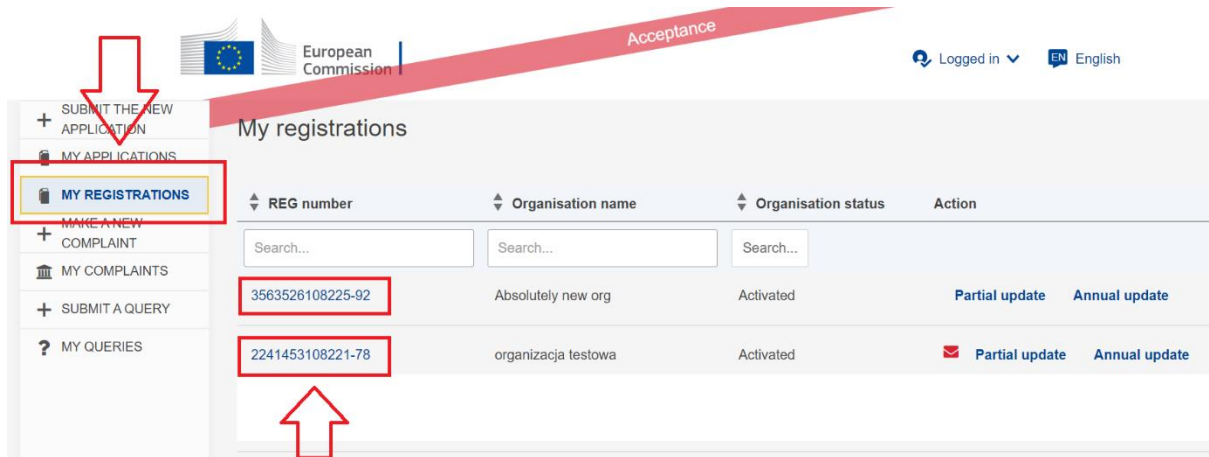 European
Commission
Acceptance
Logged in
EN English
SUBMIT THE NEW
APPLICATION
MY APPLICATIONS
MY REGISTRATIONS
MAKE A NEW
COMPLAINT
MY COMPLAINTS
SUBMIT A QUERY
? MY QUERIES
My registrations
REG number Organisation name Organisation status Action
Search... Search... Search...
3563526108225-92 Absolutely new org Activated Partial update Annual update
2241453108221-78 organizacja testowa Activated Partial update Annual update